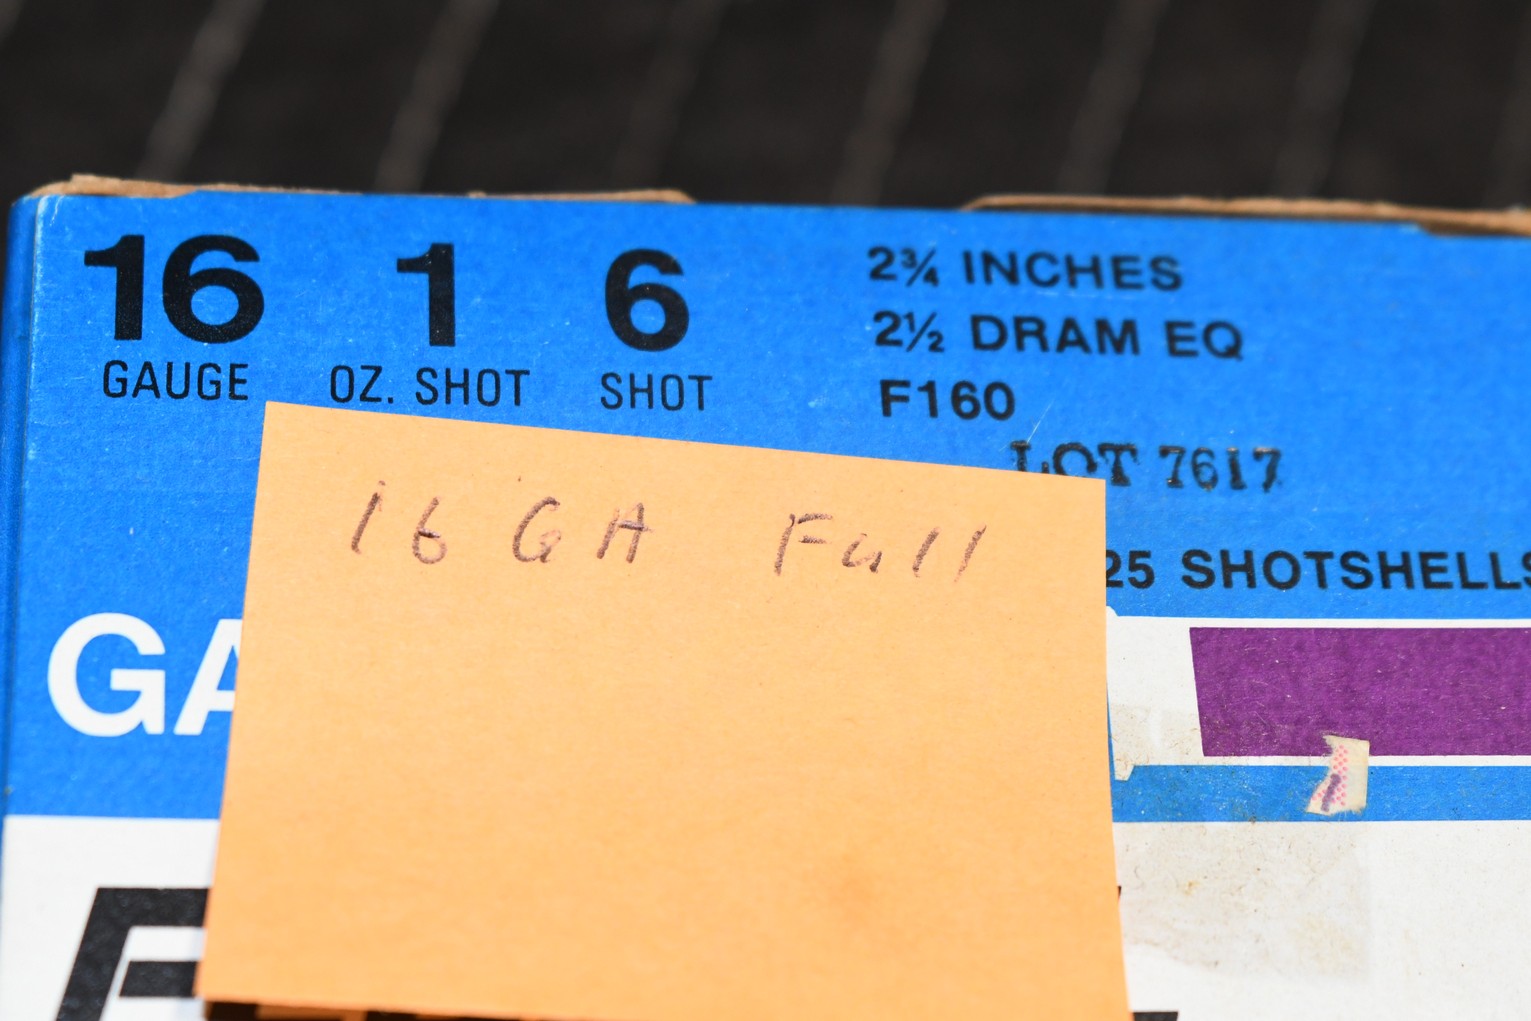 16 1 6
GAUGE OZ. SHOT SHOT
2¾ INCHES
2½ DRAM EQ
F160
LOT 7617
25 SHOTSHELLS
16 GA Full